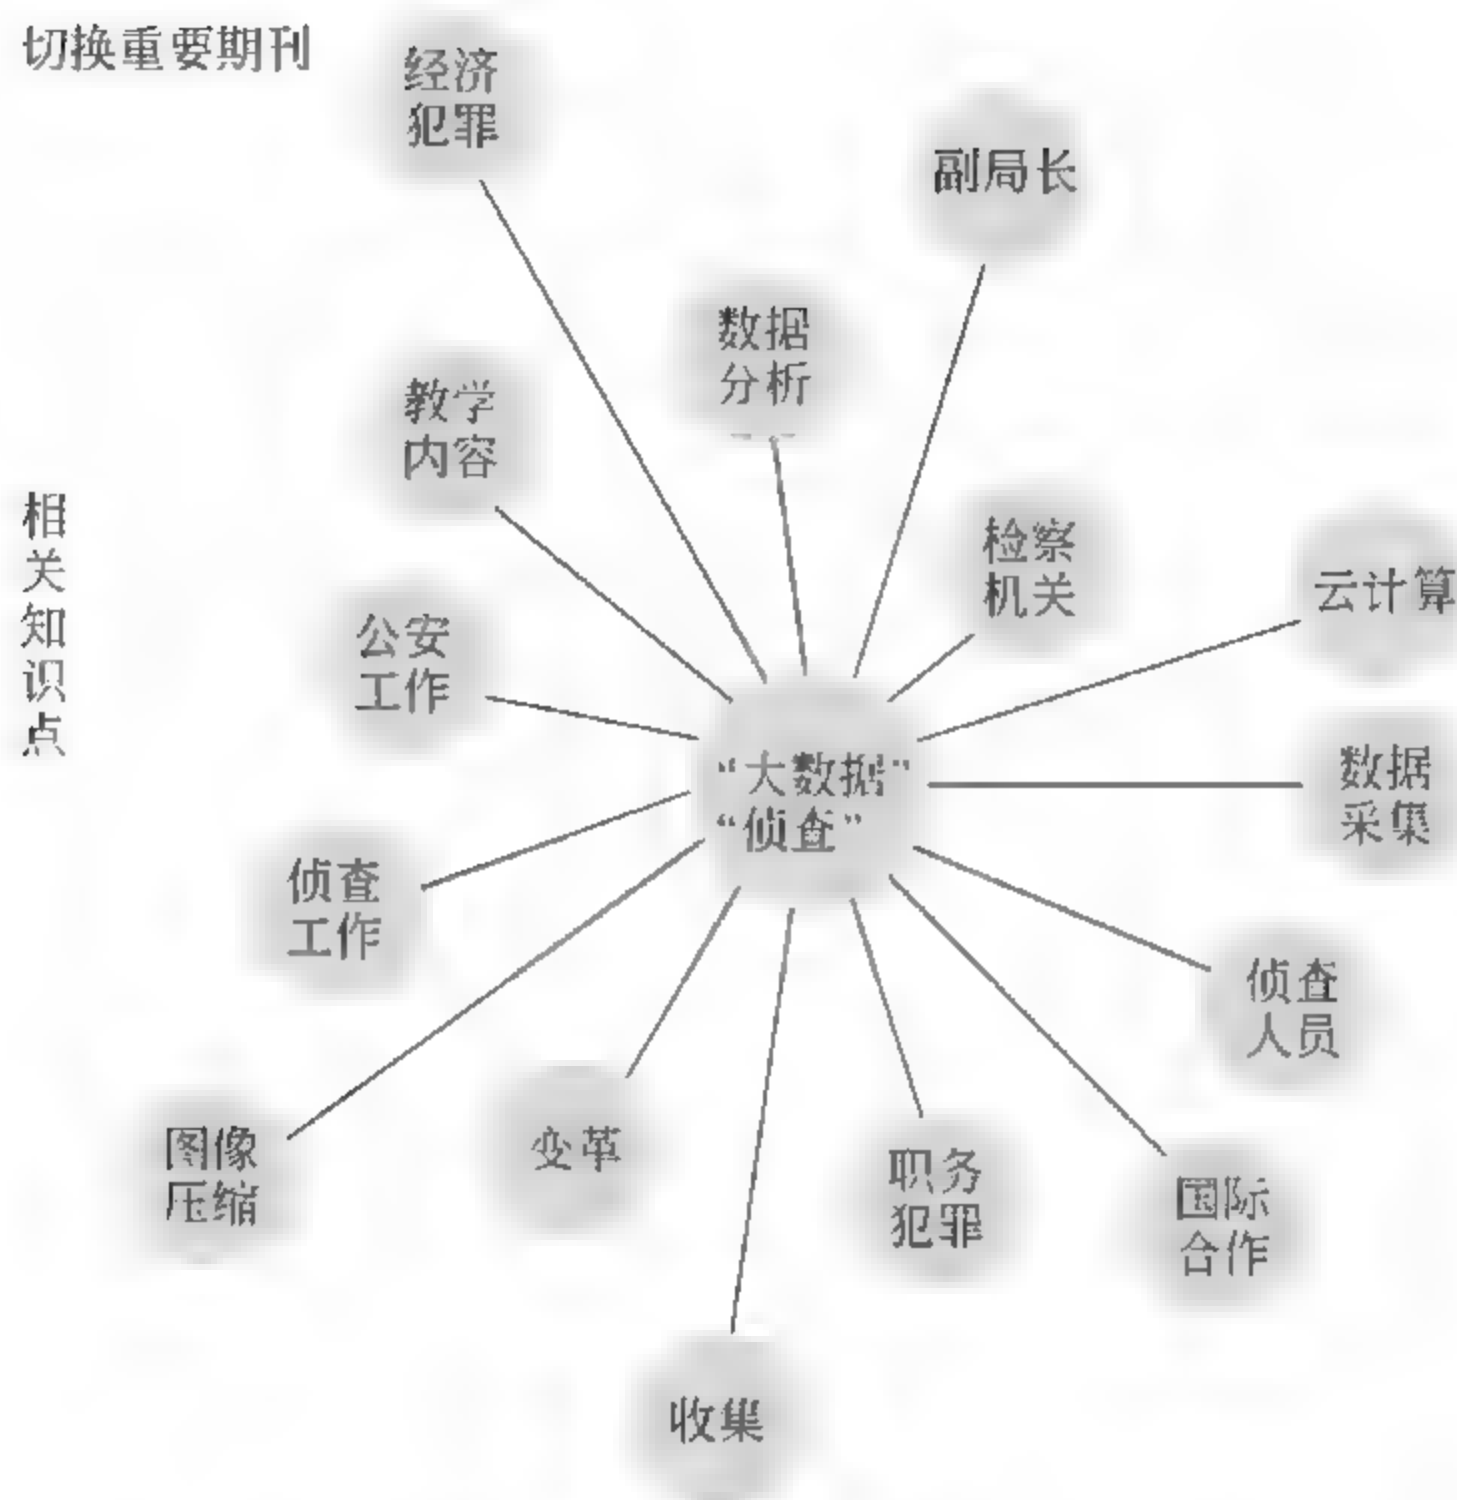 切换重要期刊
经济
犯罪
副局长
数据
分析
教学
内容
检察
机关
云计算
公安
工作
相关知识点
“大数据”
“侦查”
数据
采集
侦查
工作
侦查
人员
图像
压缩
变革
职务
犯罪
国际
合作
收集